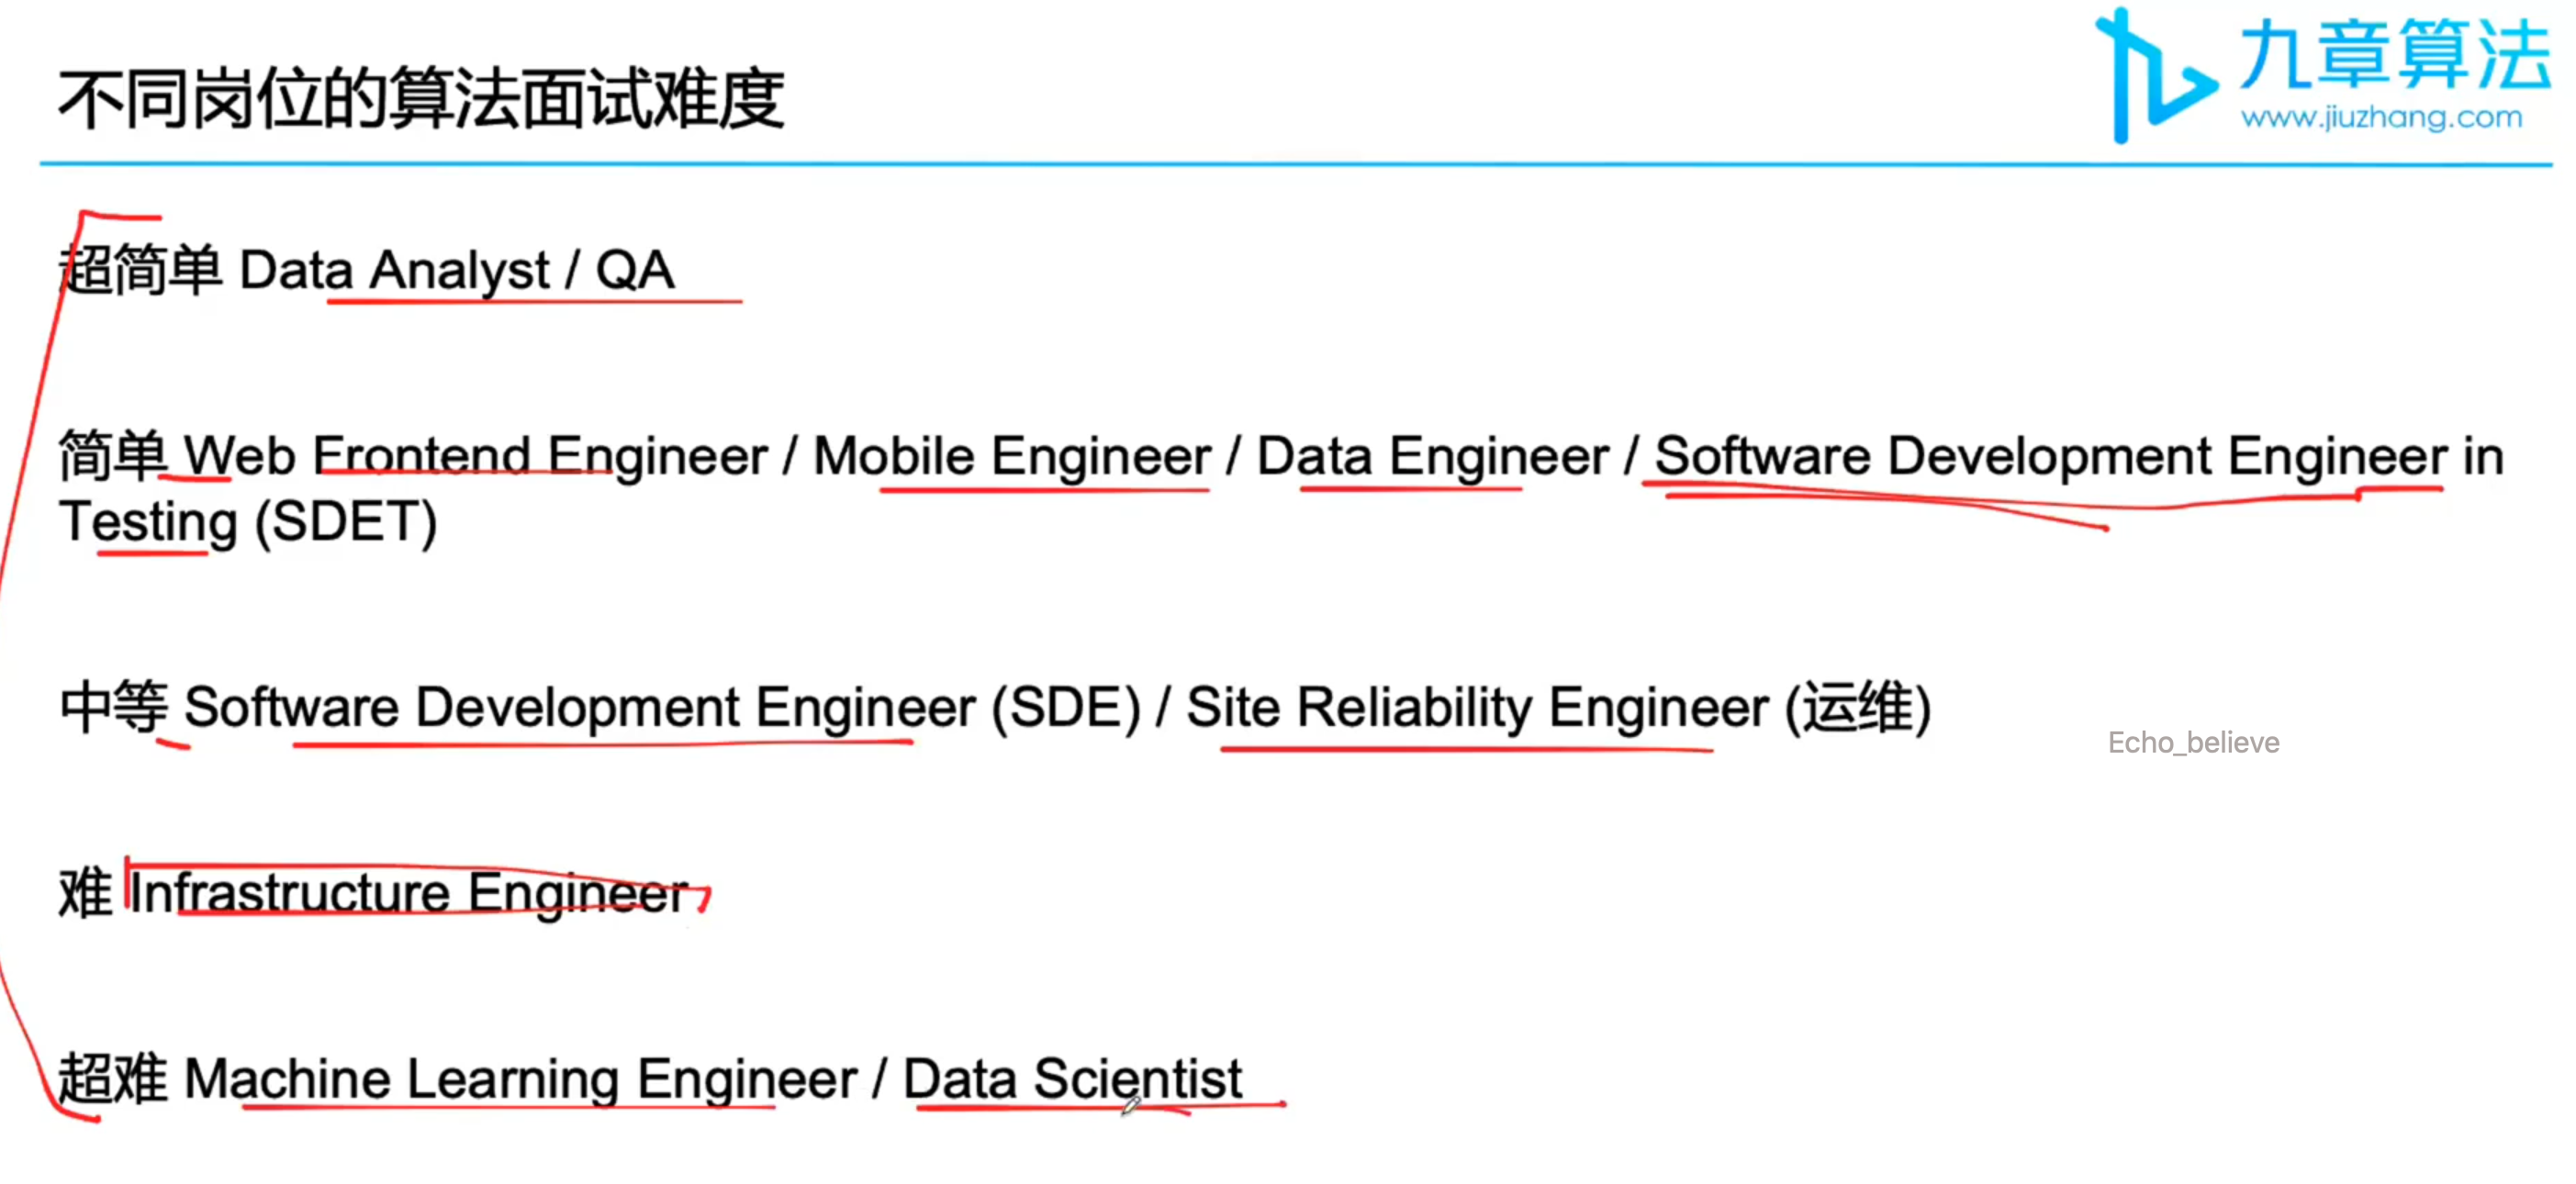 不同岗位的算法面试难度
九章算法
www.jiuzhang.com
超简单 Data Analyst / QA
简单 Web Frontend Engineer / Mobile Engineer / Data Engineer / Software Development Engineer in
Testing (SDET)
中等 Software Development Engineer (SDE) / Site Reliability Engineer (运维)
Echo_believe
难 Infrastructure Engineer
超难 Machine Learning Engineer / Data Scientist